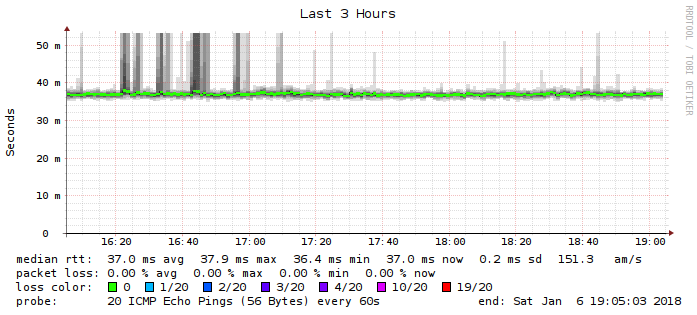 Last 3 Hours
RRDTOOL / TOBI OETIKER
Seconds
50 m
40 m
30 m
20 m
10 m
0
16:20 16:40 17:00 17:20 17:40 18:00 18:20 18:40 19:00
median rtt: 37.0 ms avg 37.9 ms max 36.4 ms min 37.0 ms now 0.2 ms sd 151.3 am/s
packet loss: 0.00 % avg 0.00 % max 0.00 % min 0.00 % now
loss color: 0 1/20 2/20 3/20 4/20 10/20 19/20
probe: 20 ICMP Echo Pings (56 Bytes) every 60s end: Sat Jan 6 19:05:03 2018